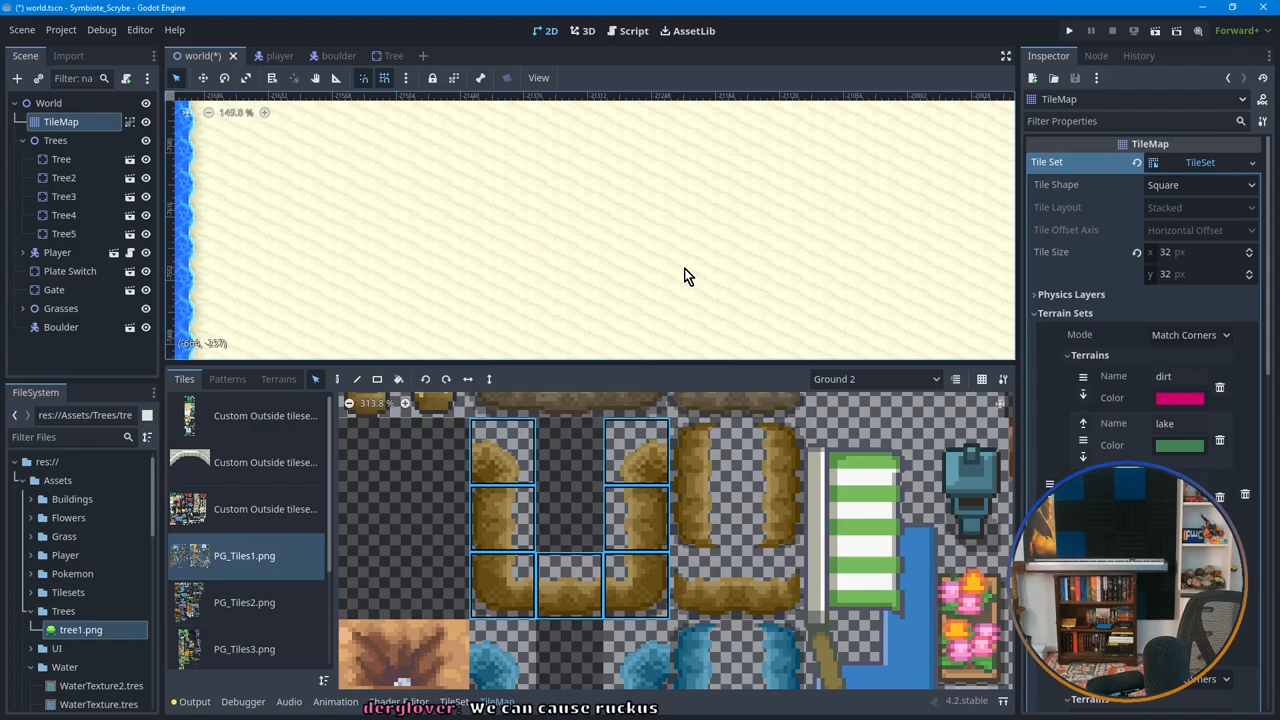 (*) world.tscn - Symbiote_Scrybe - Godot Engine
Scene Project Debug Editor Help
2D 3D Script AssetLib
Forward+
Scene Import
world(*) player boulder Tree
Inspector Node History
Filter: na
View
TileMap
Filter Properties
World
TileMap
Trees
Tree
Tree2
Tree3
Tree4
Tree5
Player
Plate Switch
Gate
Grasses
Boulder
149.8 %
(-664, -237)
TileMap
Tile Set TileSet
Tile Shape Square
Tile Layout Stacked
Tile Offset Axis Horizontal Offset
Tile Size x 32 px
y 32 px
Physics Layers
Terrain Sets
Mode Match Corners
Terrains
Name dirt
Color
Name lake
Color
FileSystem
res://Assets/Trees/tre
Filter Files
res://
Assets
Buildings
Flowers
Grass
Player
Pokemon
Tilesets
Trees
tree1.png
UI
Water
WaterTexture2.tres
WaterTexture.tres
Tiles Patterns Terrains
Ground 2
313.8 %
Custom Outside tilese...
Custom Outside tilese...
Custom Outside tilese...
PG_Tiles1.png
PG_Tiles2.png
PG_Tiles3.png
Output Debugger Audio Animation Shader Editor TileSet TileMap
4.2.stable
derglover: We can cause ruckus